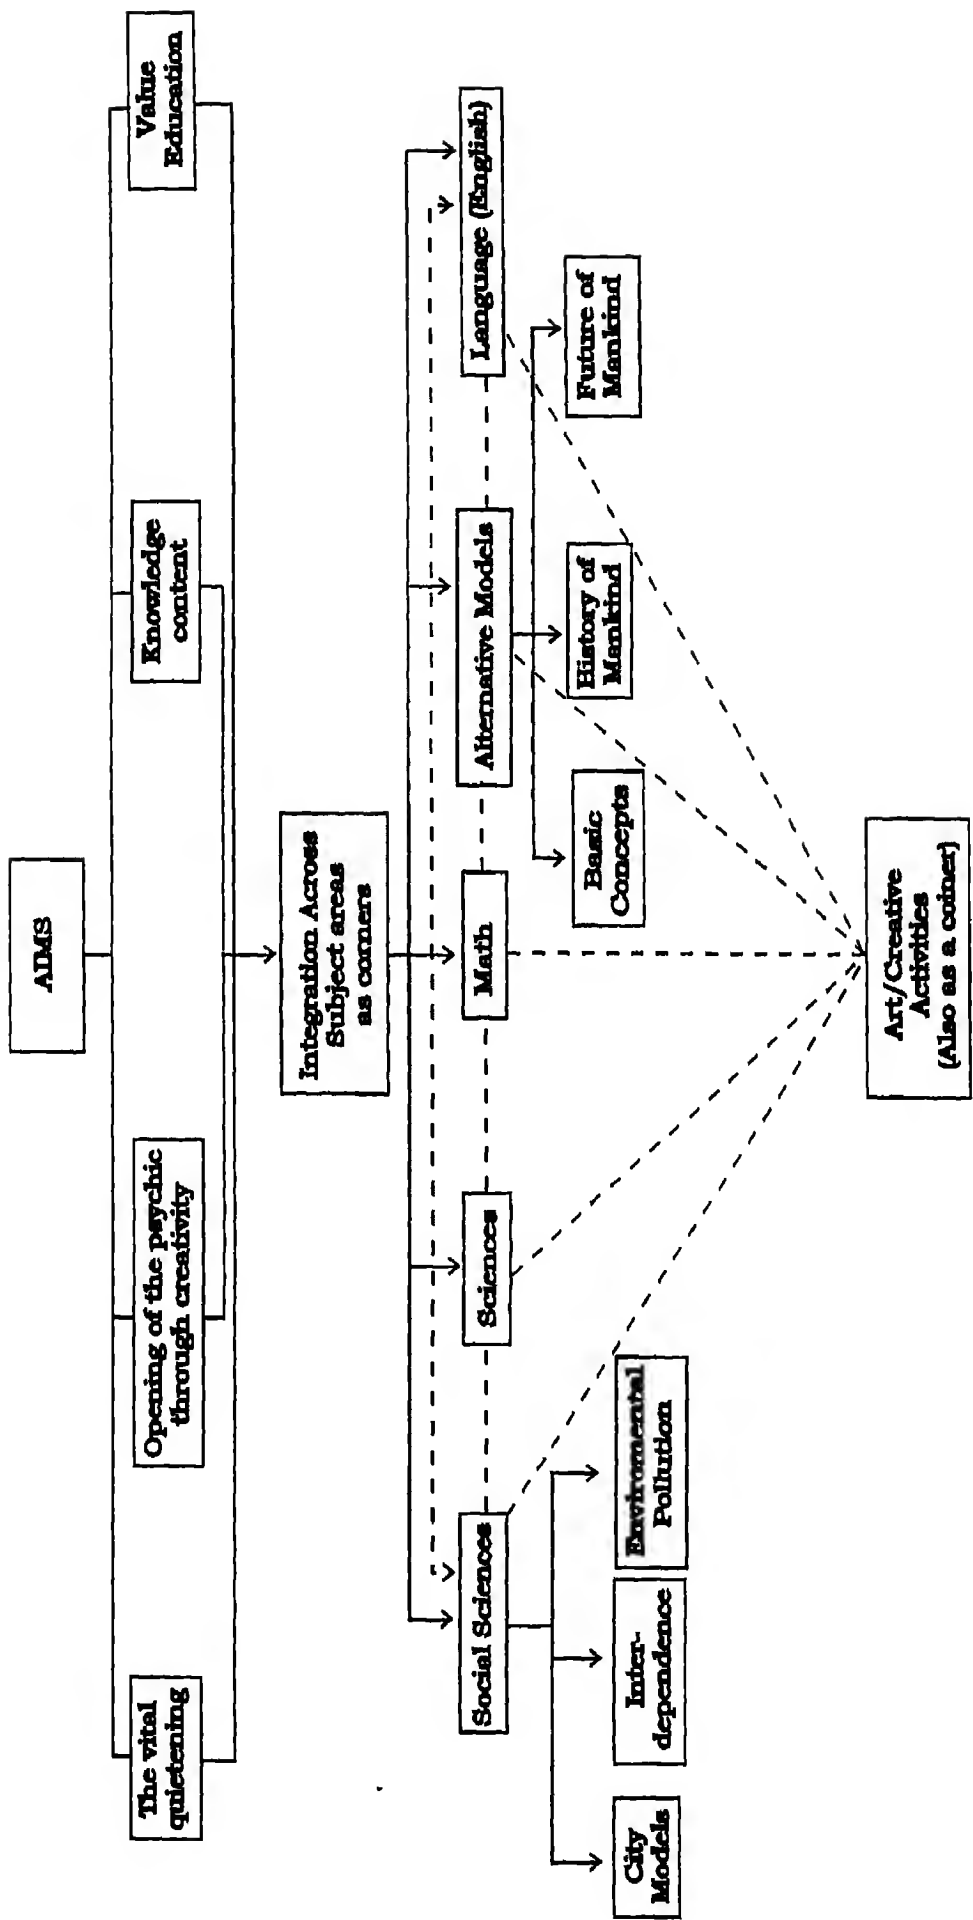 AIMS
The vital
quietening
Opening of the psychic
through creativity
Knowledge
content
Value
Education
Integration Across
Subject areas
as corners
Social Sciences
Sciences
Math
Alternative Models
Language (English)
City
Models
Inter-
dependence
Enviromental
Pollution
Basic
Concepts
History of
Mankind
Future of
Mankind
Art/Creative
Activities
(Also as a coiner)